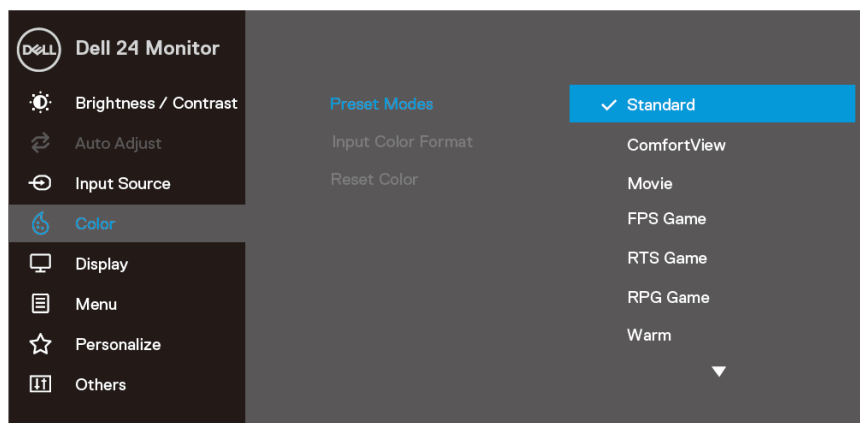 DELL Dell 24 Monitor
Brightness / Contrast
Auto Adjust
Input Source
Color
Display
Menu
Personalize
Others
Preset Modes
Input Color Format
Reset Color
Standard
ComfortView
Movie
FPS Game
RTS Game
RPG Game
Warm